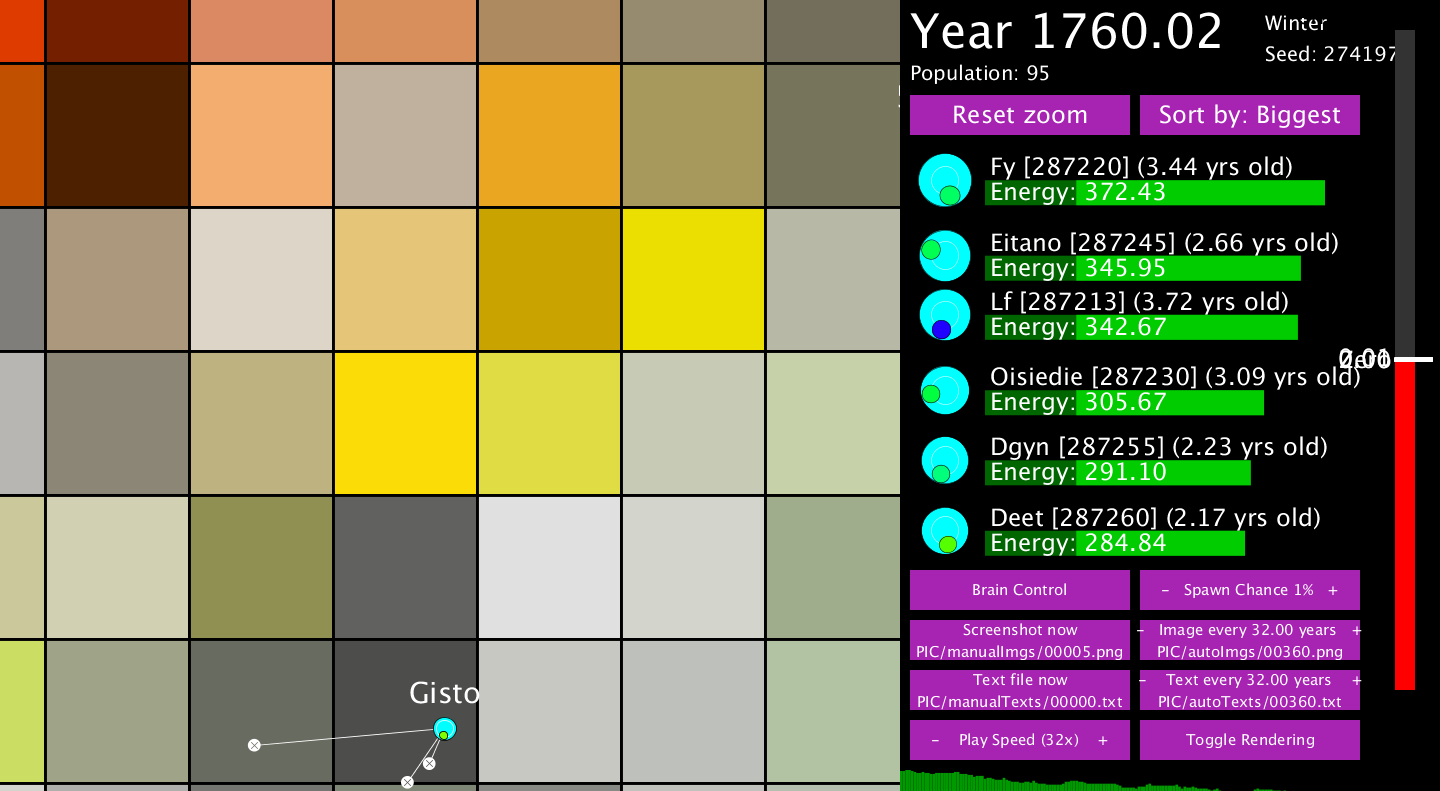 Year 1760.02
Winter
Seed: 274197
Population: 95
Reset zoom
Sort by: Biggest
Fy [287220] (3.44 yrs old)
Energy: 372.43
Eitano [287245] (2.66 yrs old)
Energy: 345.95
Lf [287213] (3.72 yrs old)
Energy: 342.67
Oisiedie [287230] (3.09 yrs old)
Energy: 305.67
Dgyn [287255] (2.23 yrs old)
Energy: 291.10
Deet [287260] (2.17 yrs old)
Energy: 284.84
Brain Control
- Spawn Chance 1% +
Screenshot now
PIC/manualImgs/00005.png
- Image every 32.00 years +
PIC/autoImgs/00360.png
Text file now
PIC/manualTexts/00000.txt
- Text every 32.00 years +
PIC/autoTexts/00360.txt
- Play Speed (32x) +
Toggle Rendering
Gisto